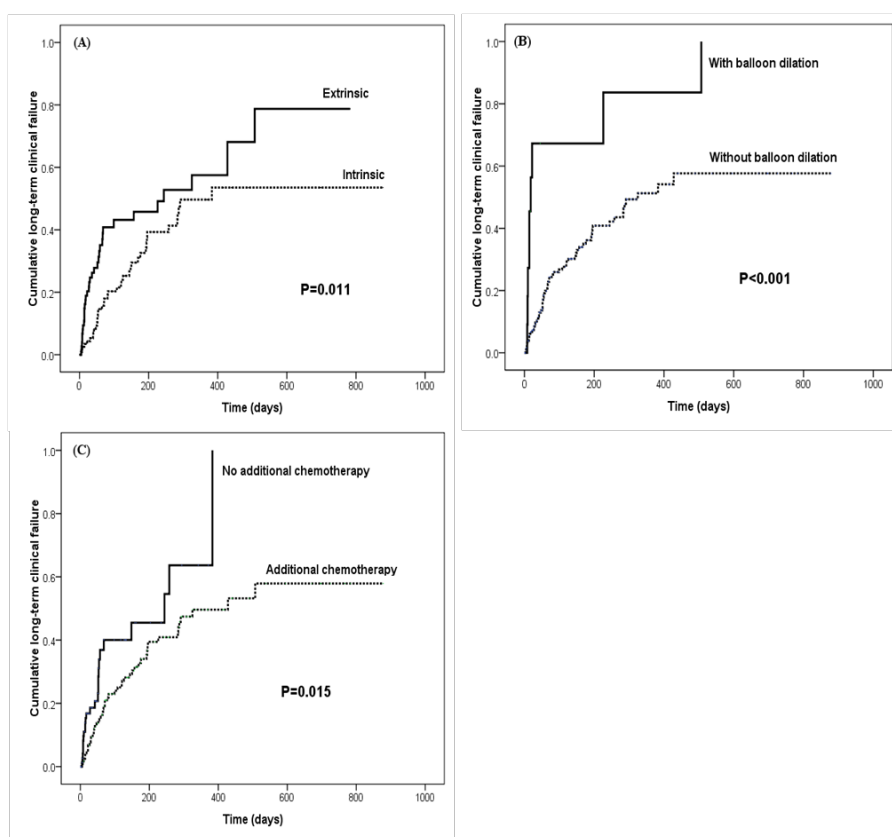 (A)
Cumulative long-term clinical failure
1.0
0.8
0.6
0.4
0.2
0.0
Extrinsic
Intrinsic
P=0.011
0 200 400 600 800 1000
Time (days)
(B)
Cumulative long-term clinical failure
1.0
0.8
0.6
0.4
0.2
0.0
With balloon dilation
Without balloon dilation
P<0.001
0 200 400 600 800 1000
Time (days)
(C)
Cumulative long-term clinical failure
1.0
0.8
0.6
0.4
0.2
0.0
No additional chemotherapy
Additional chemotherapy
P=0.015
0 200 400 600 800 1000
Time (days)